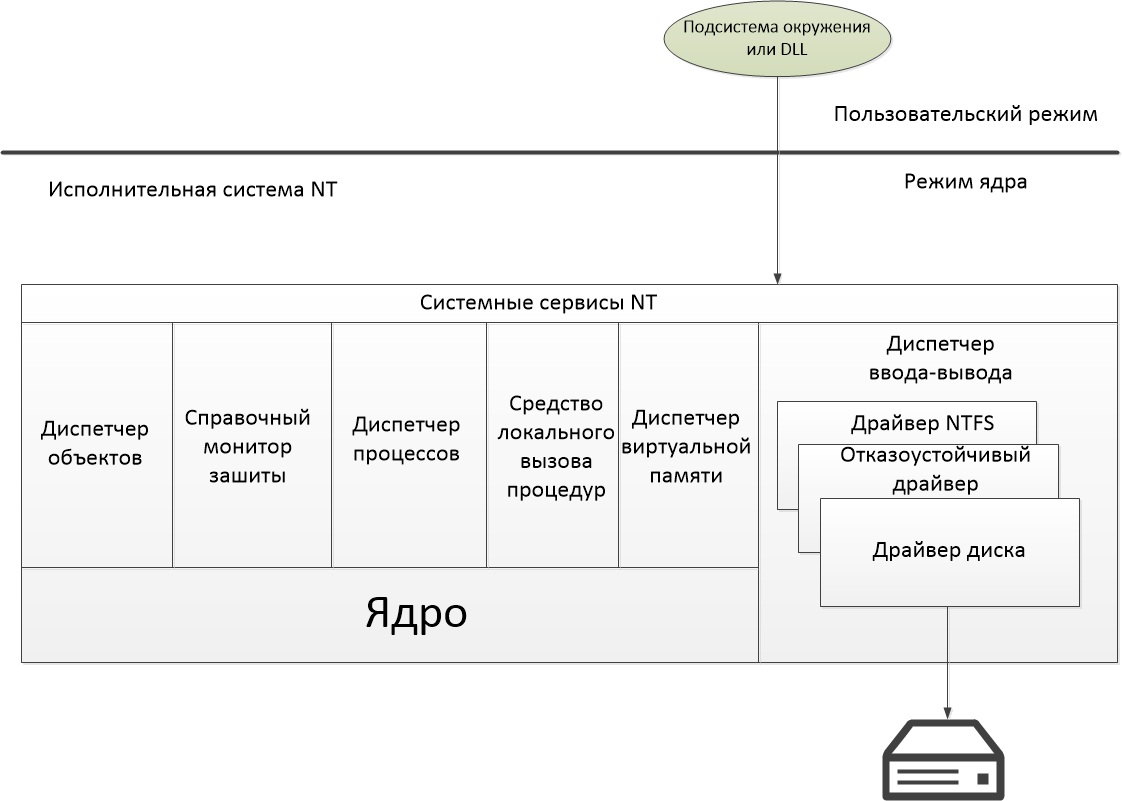 Подсистема окружения
или DLL
Пользовательский режим
Исполнительная система NT
Режим ядра
Системные сервисы NT
Диспетчер
объектов
Справочный
монитор
зашиты
Диспетчер
процессов
Средство
локального
вызова
процедур
Диспетчер
виртуальной
памяти
Диспетчер
ввода-вывода
Драйвер NTFS
Отказоустойчивый
драйвер
Драйвер диска
Ядро